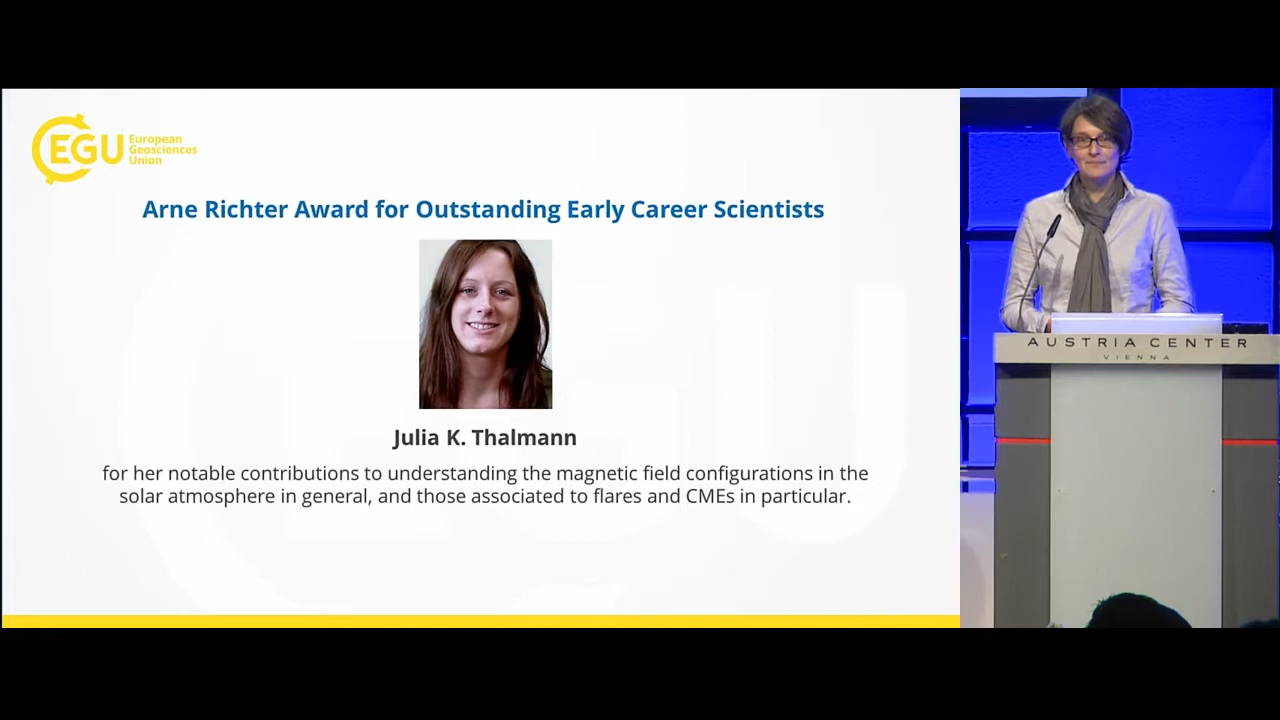 EGU
European
Geosciences
Union
Arne Richter Award for Outstanding Early Career Scientists
Julia K. Thalmann
for her notable contributions to understanding the magnetic field configurations in the
solar atmosphere in general, and those associated to flares and CMEs in particular.
AUSTRIA CENTER
VIENNA